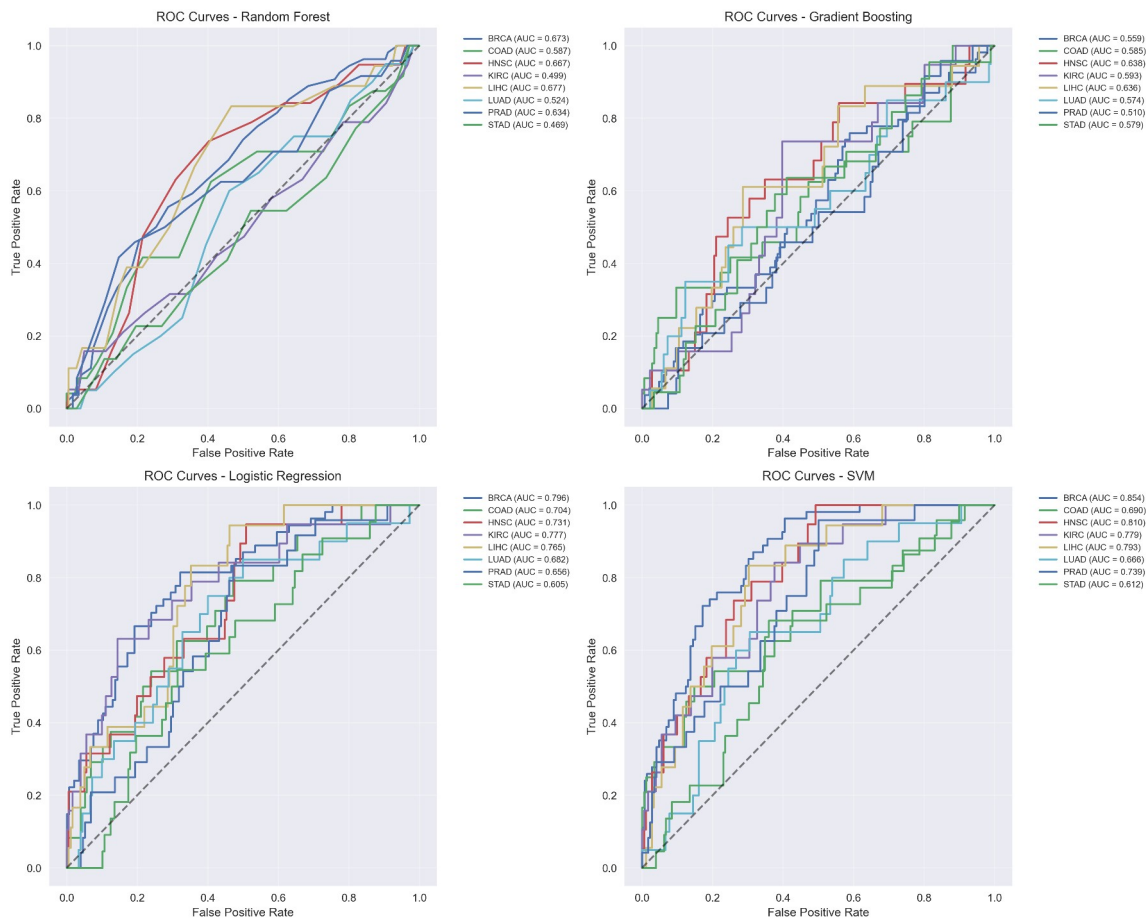 ROC Curves - Random Forest
True Positive Rate
1.0
0.8
0.6
0.4
0.2
0.0
0.0 0.2 0.4 0.6 0.8 1.0
False Positive Rate
BRCA (AUC = 0.673)
COAD (AUC = 0.587)
HNSC (AUC = 0.667)
KIRC (AUC = 0.499)
LIHC (AUC = 0.677)
LUAD (AUC = 0.524)
PRAD (AUC = 0.634)
STAD (AUC = 0.469)
ROC Curves - Gradient Boosting
True Positive Rate
1.0
0.8
0.6
0.4
0.2
0.0
0.0 0.2 0.4 0.6 0.8 1.0
False Positive Rate
BRCA (AUC = 0.559)
COAD (AUC = 0.585)
HNSC (AUC = 0.638)
KIRC (AUC = 0.593)
LIHC (AUC = 0.636)
LUAD (AUC = 0.574)
PRAD (AUC = 0.510)
STAD (AUC = 0.579)
ROC Curves - Logistic Regression
True Positive Rate
1.0
0.8
0.6
0.4
0.2
0.0
0.0 0.2 0.4 0.6 0.8 1.0
False Positive Rate
BRCA (AUC = 0.796)
COAD (AUC = 0.704)
HNSC (AUC = 0.731)
KIRC (AUC = 0.777)
LIHC (AUC = 0.765)
LUAD (AUC = 0.682)
PRAD (AUC = 0.656)
STAD (AUC = 0.605)
ROC Curves - SVM
True Positive Rate
1.0
0.8
0.6
0.4
0.2
0.0
0.0 0.2 0.4 0.6 0.8 1.0
False Positive Rate
BRCA (AUC = 0.854)
COAD (AUC = 0.690)
HNSC (AUC = 0.810)
KIRC (AUC = 0.779)
LIHC (AUC = 0.793)
LUAD (AUC = 0.666)
PRAD (AUC = 0.739)
STAD (AUC = 0.612)